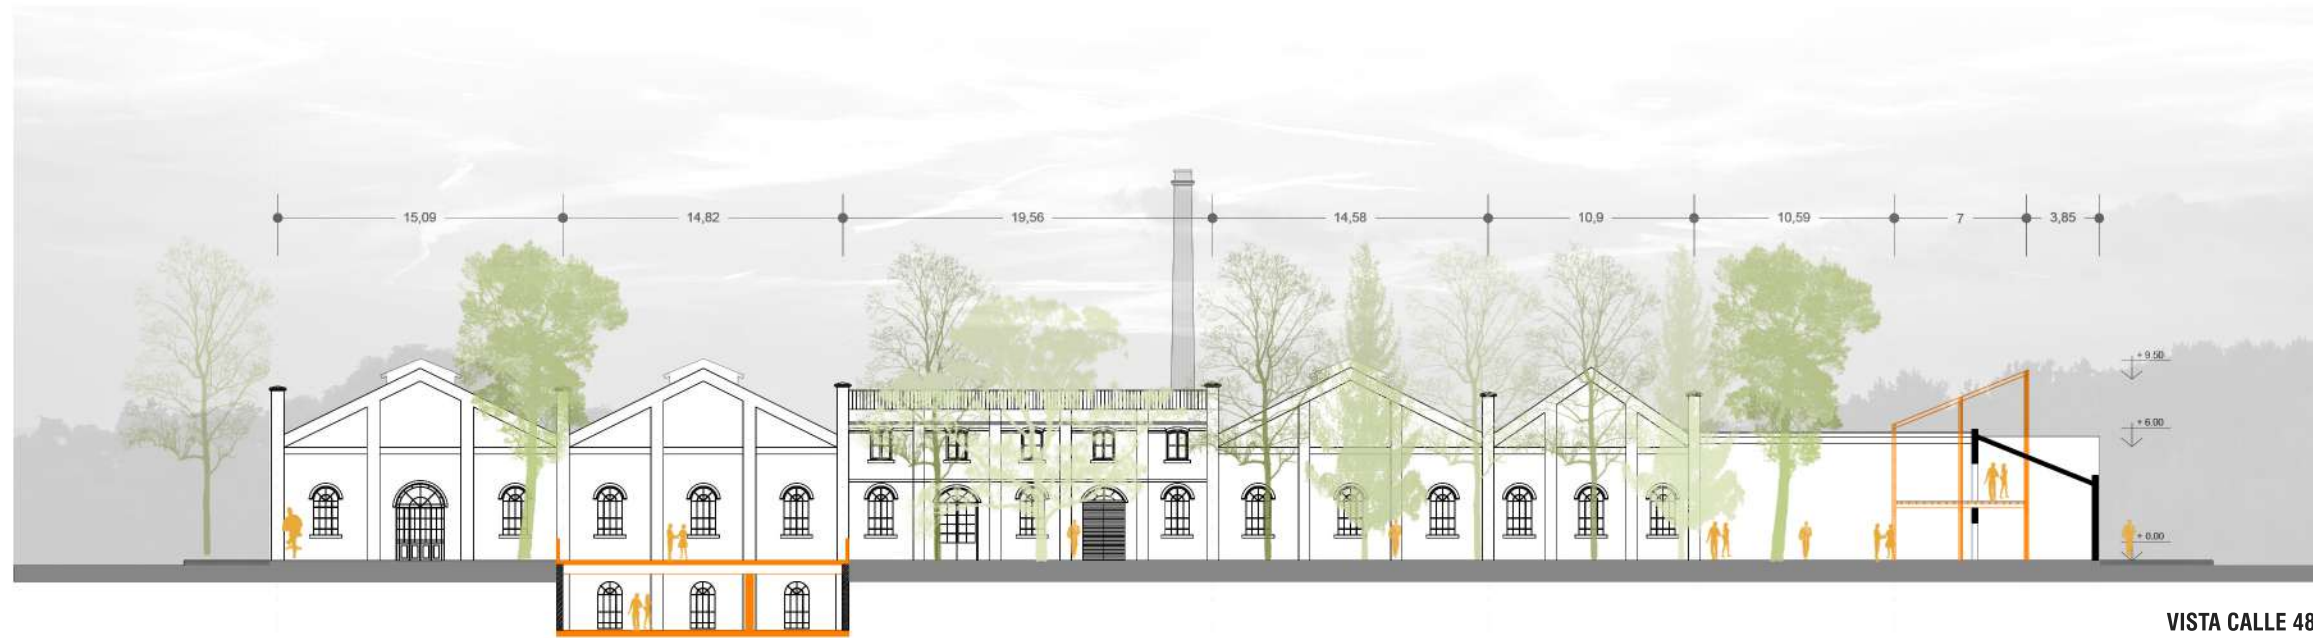 15,09 14,82 19,56 14,58 10,9 10,59 7 3,85
+ 9.50
+ 6.00
+ 0.00
VISTA CALLE 48